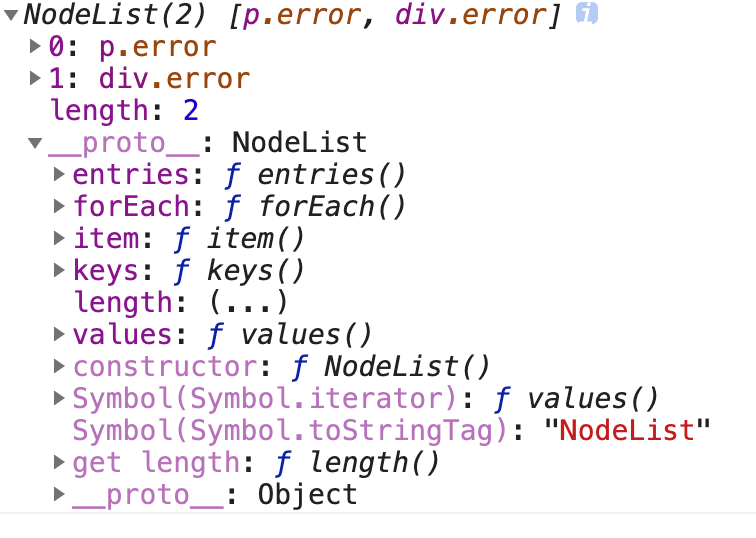 NodeList(2) [p.error, div.error] i
0: p.error
1: div.error
length: 2
__proto__: NodeList
entries: ƒ entries()
forEach: ƒ forEach()
item: ƒ item()
keys: ƒ keys()
length: (...)
values: ƒ values()
constructor: ƒ NodeList()
Symbol(Symbol.iterator): ƒ values()
Symbol(Symbol.toStringTag): "NodeList"
get length: ƒ length()
__proto__: Object